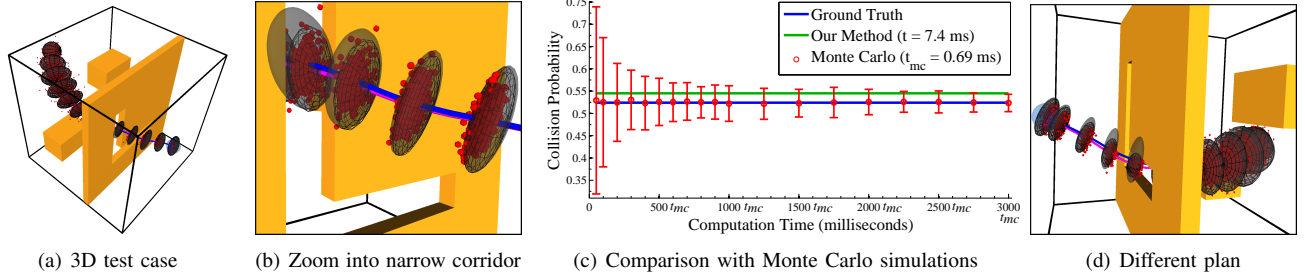 0.75
0.7
0.65
0.6
0.55
0.5
0.45
0.4
0.35
Collision Probability
Ground Truth
Our Method (t = 7.4 ms)
Monte Carlo (t_mc = 0.69 ms)
0 500 t_mc 1000 t_mc 1500 t_mc 2000 t_mc 2500 t_mc 3000 t_mc
Computation Time (milliseconds)
(a) 3D test case
(b) Zoom into narrow corridor
(c) Comparison with Monte Carlo simulations
(d) Different plan